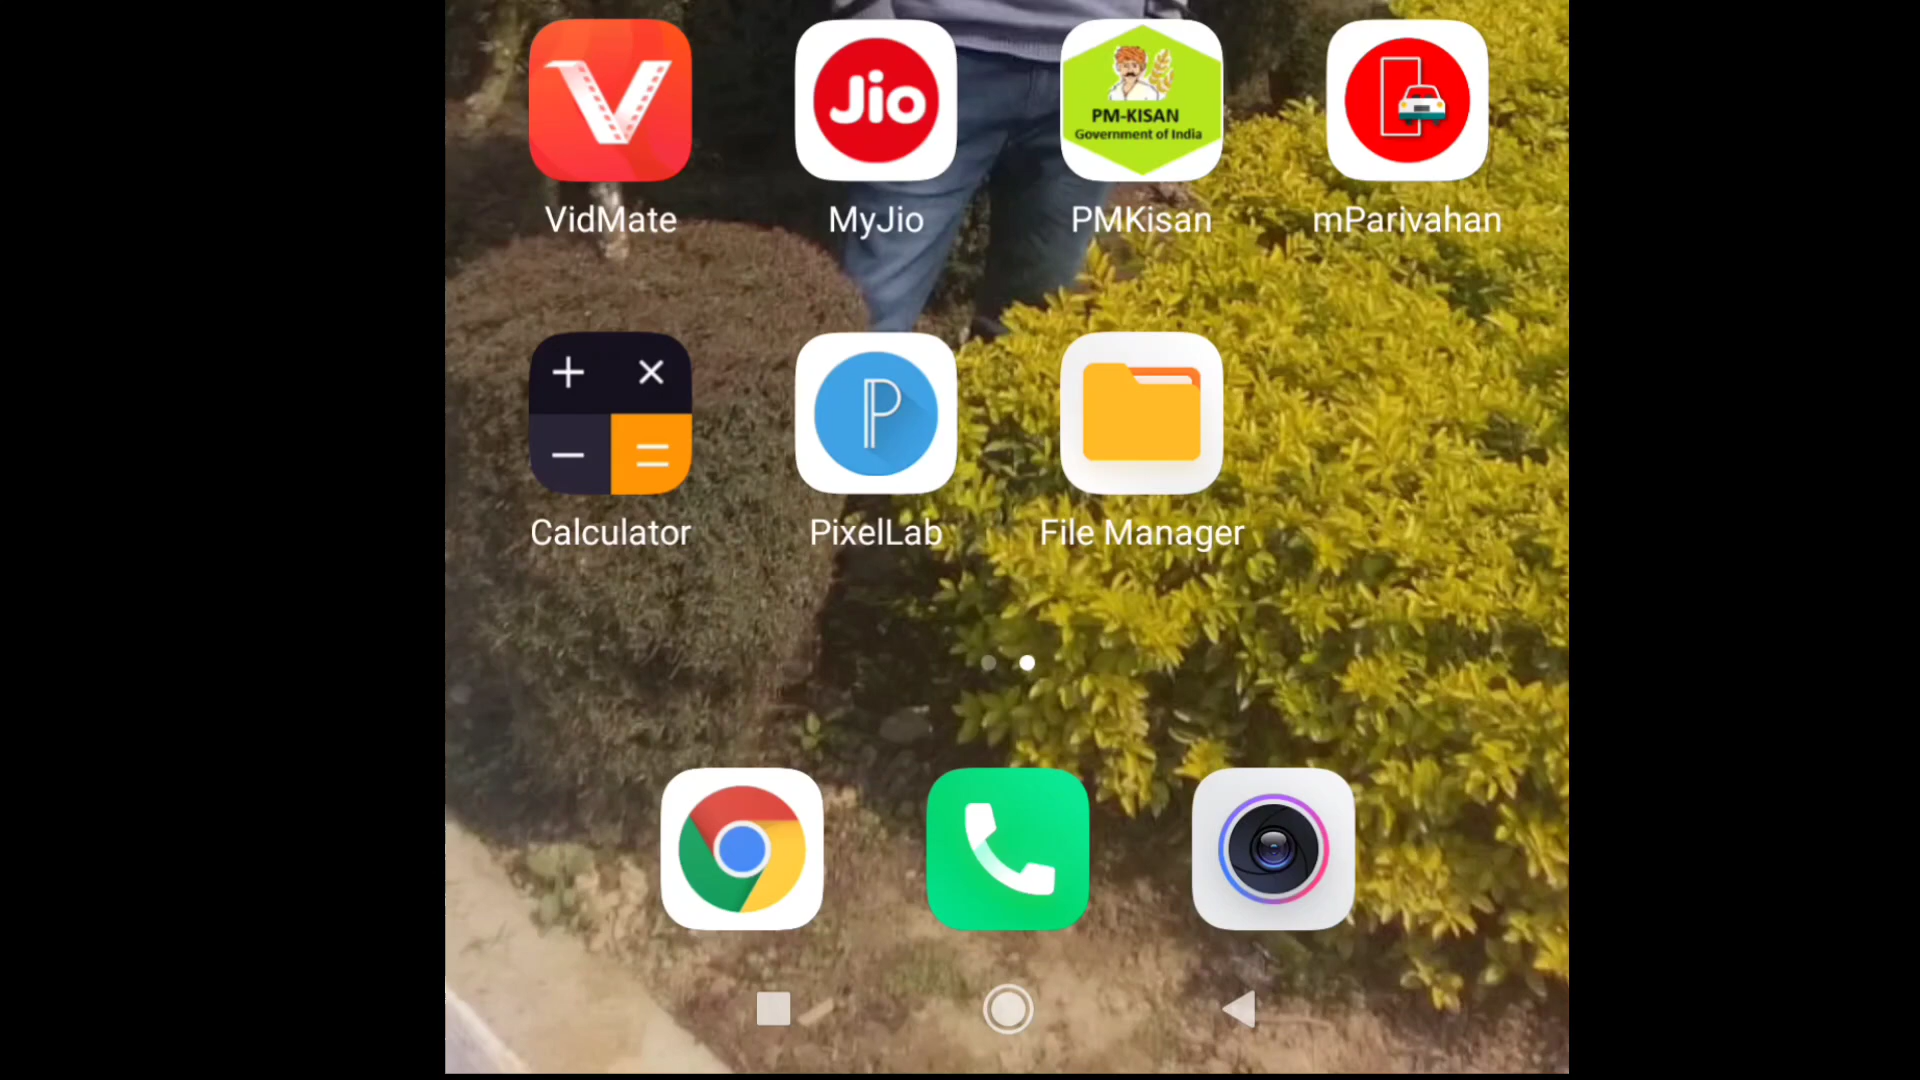 Jio
PM-KISAN
Government of India
VidMate
MyJio
PMKisan
mParivahan
Calculator
PixelLab
File Manager